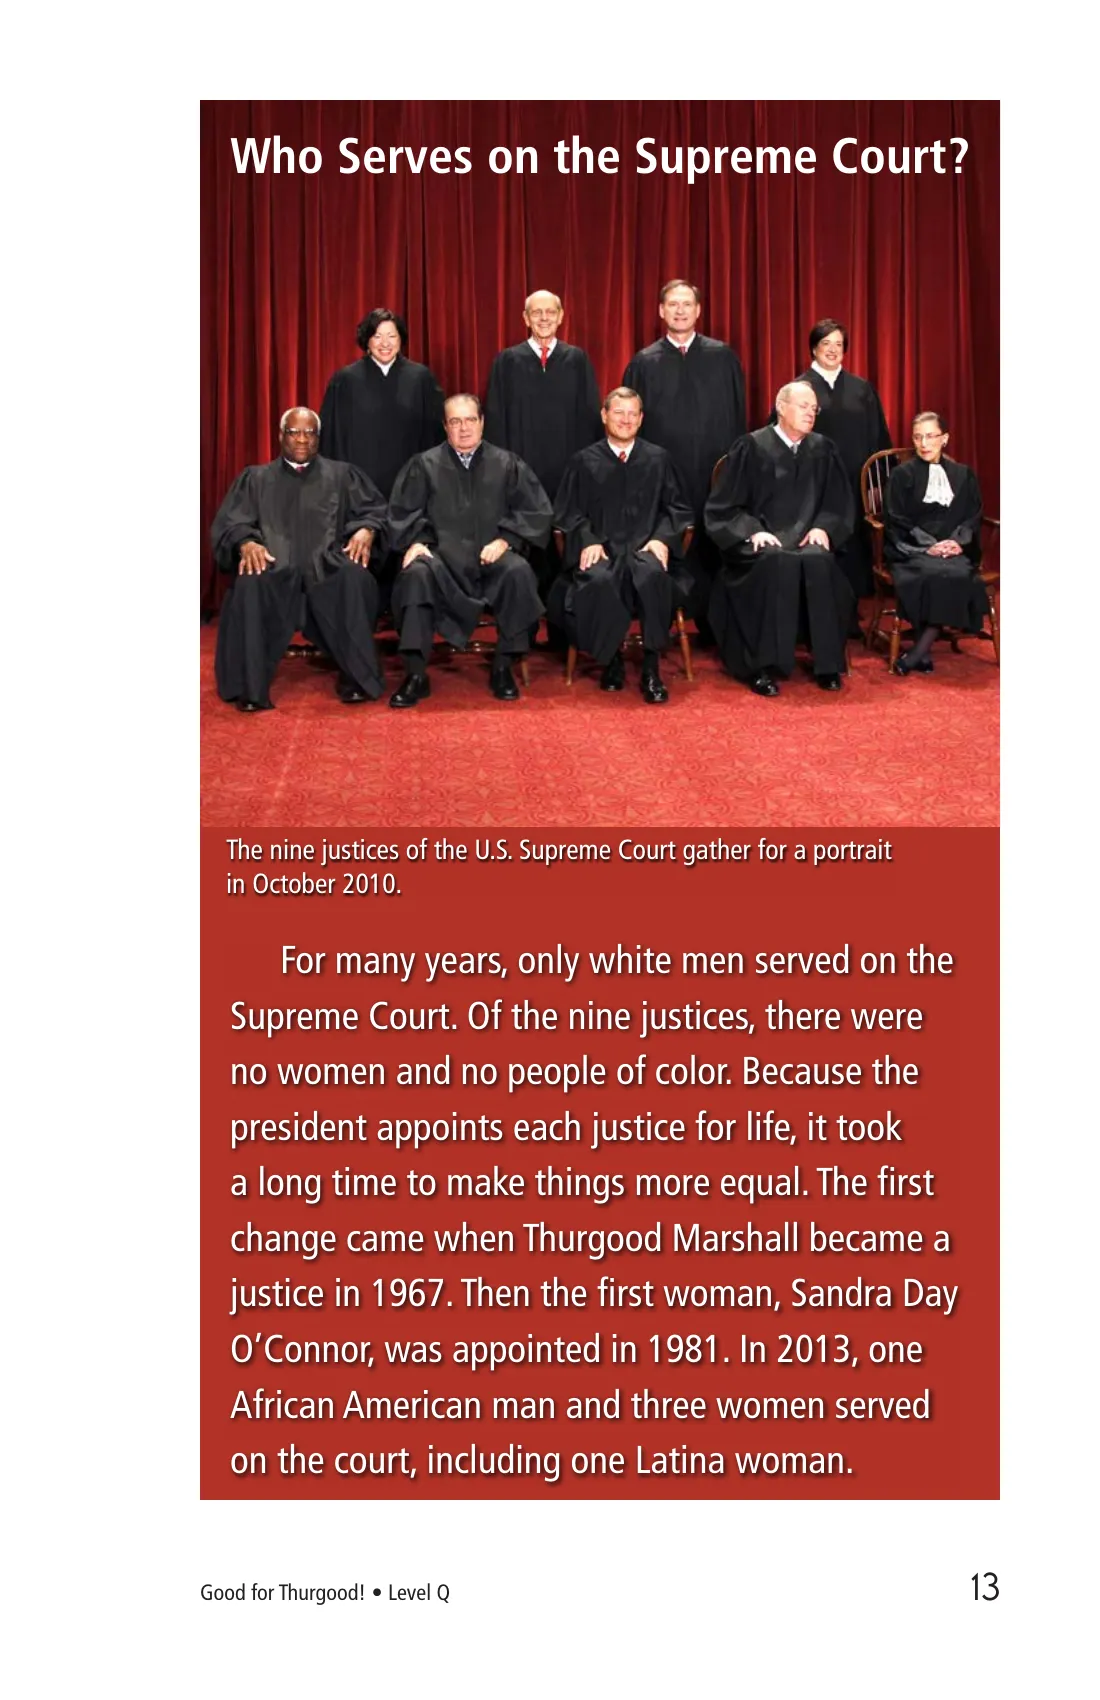 Who Serves on the Supreme Court?
The nine justices of the U.S. Supreme Court gather for a portrait
in October 2010.
For many years, only white men served on the
Supreme Court. Of the nine justices, there were
no women and no people of color. Because the
president appoints each justice for life, it took
a long time to make things more equal. The first
change came when Thurgood Marshall became a
justice in 1967. Then the first woman, Sandra Day
O’Connor, was appointed in 1981. In 2013, one
African American man and three women served
on the court, including one Latina woman.
Good for Thurgood! • Level Q
13